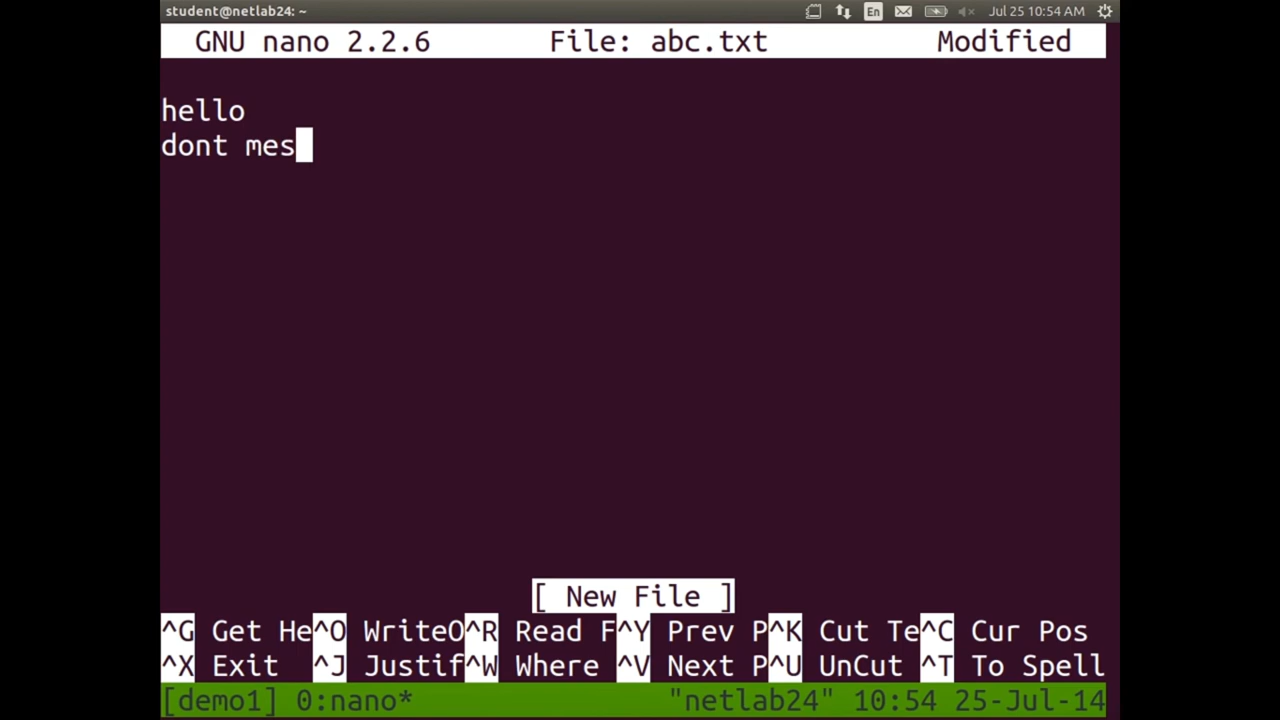 student@netlab24: ~ En Jul 25 10:54 AM
GNU nano 2.2.6 File: abc.txt Modified
hello
dont mes
[ New File ]
^G Get He^O WriteO^R Read F^Y Prev P^K Cut Te^C Cur Pos
^X Exit ^J Justif^W Where ^V Next P^U UnCut ^T To Spell
[demo1] 0:nano* "netlab24" 10:54 25-Jul-14